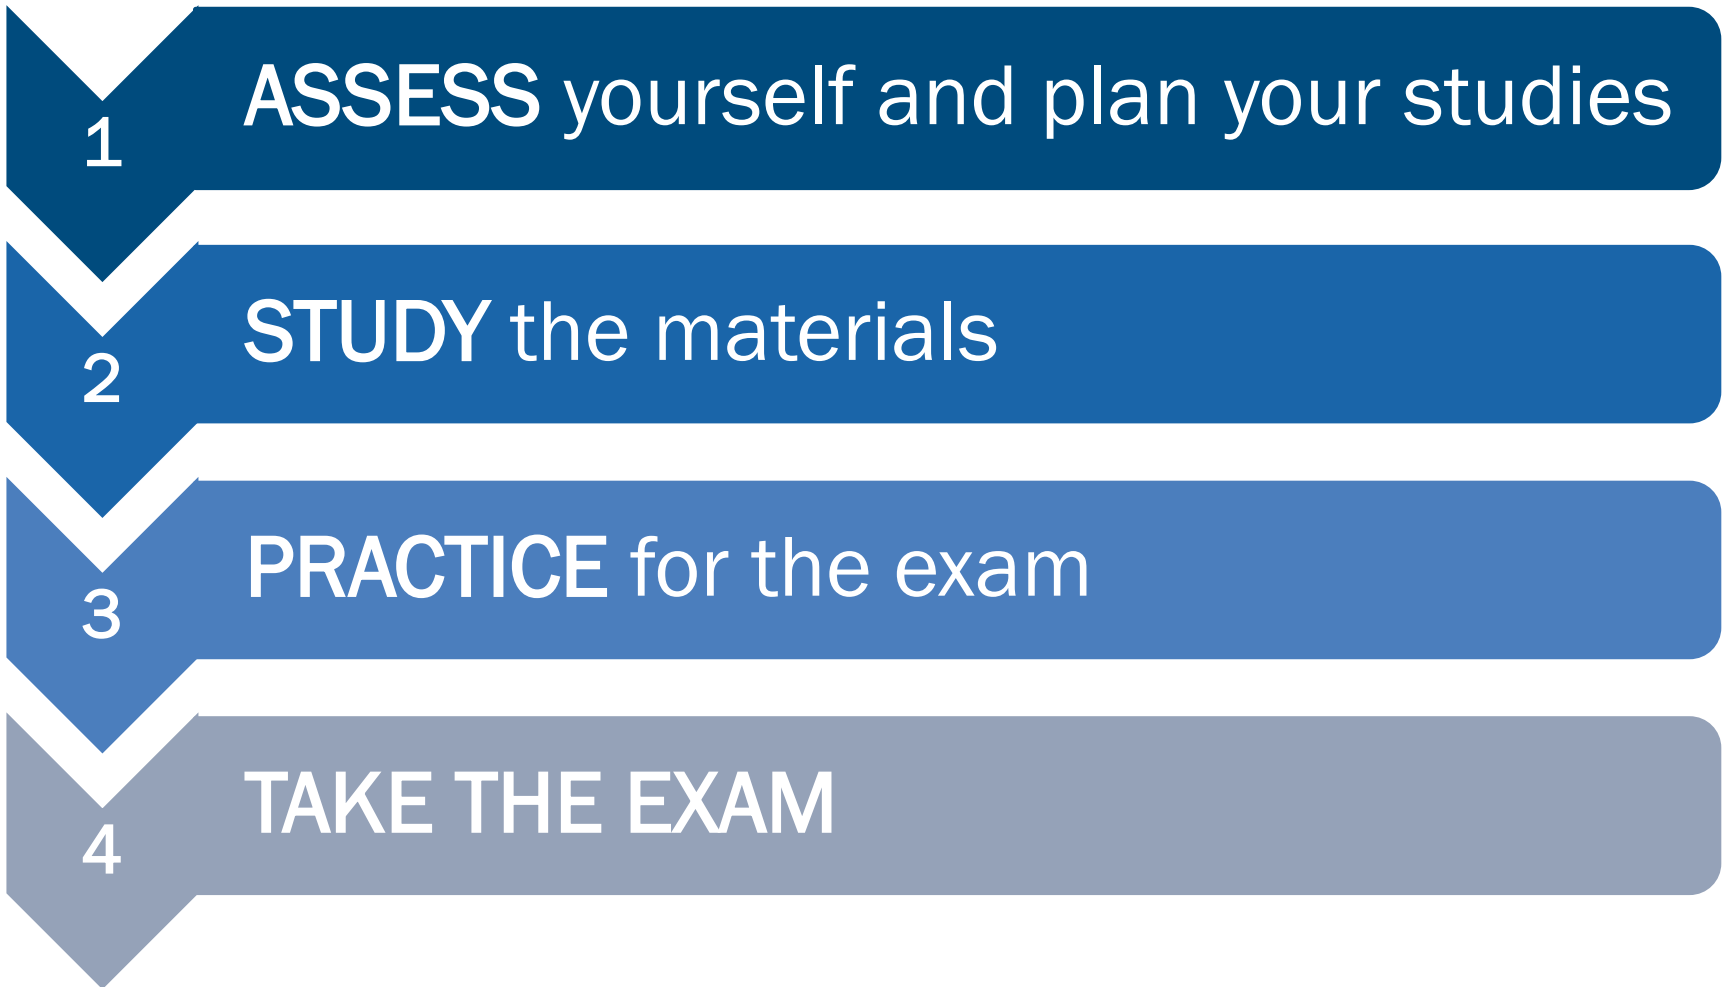 1 ASSESS yourself and plan your studies
2 STUDY the materials
3 PRACTICE for the exam
4 TAKE THE EXAM